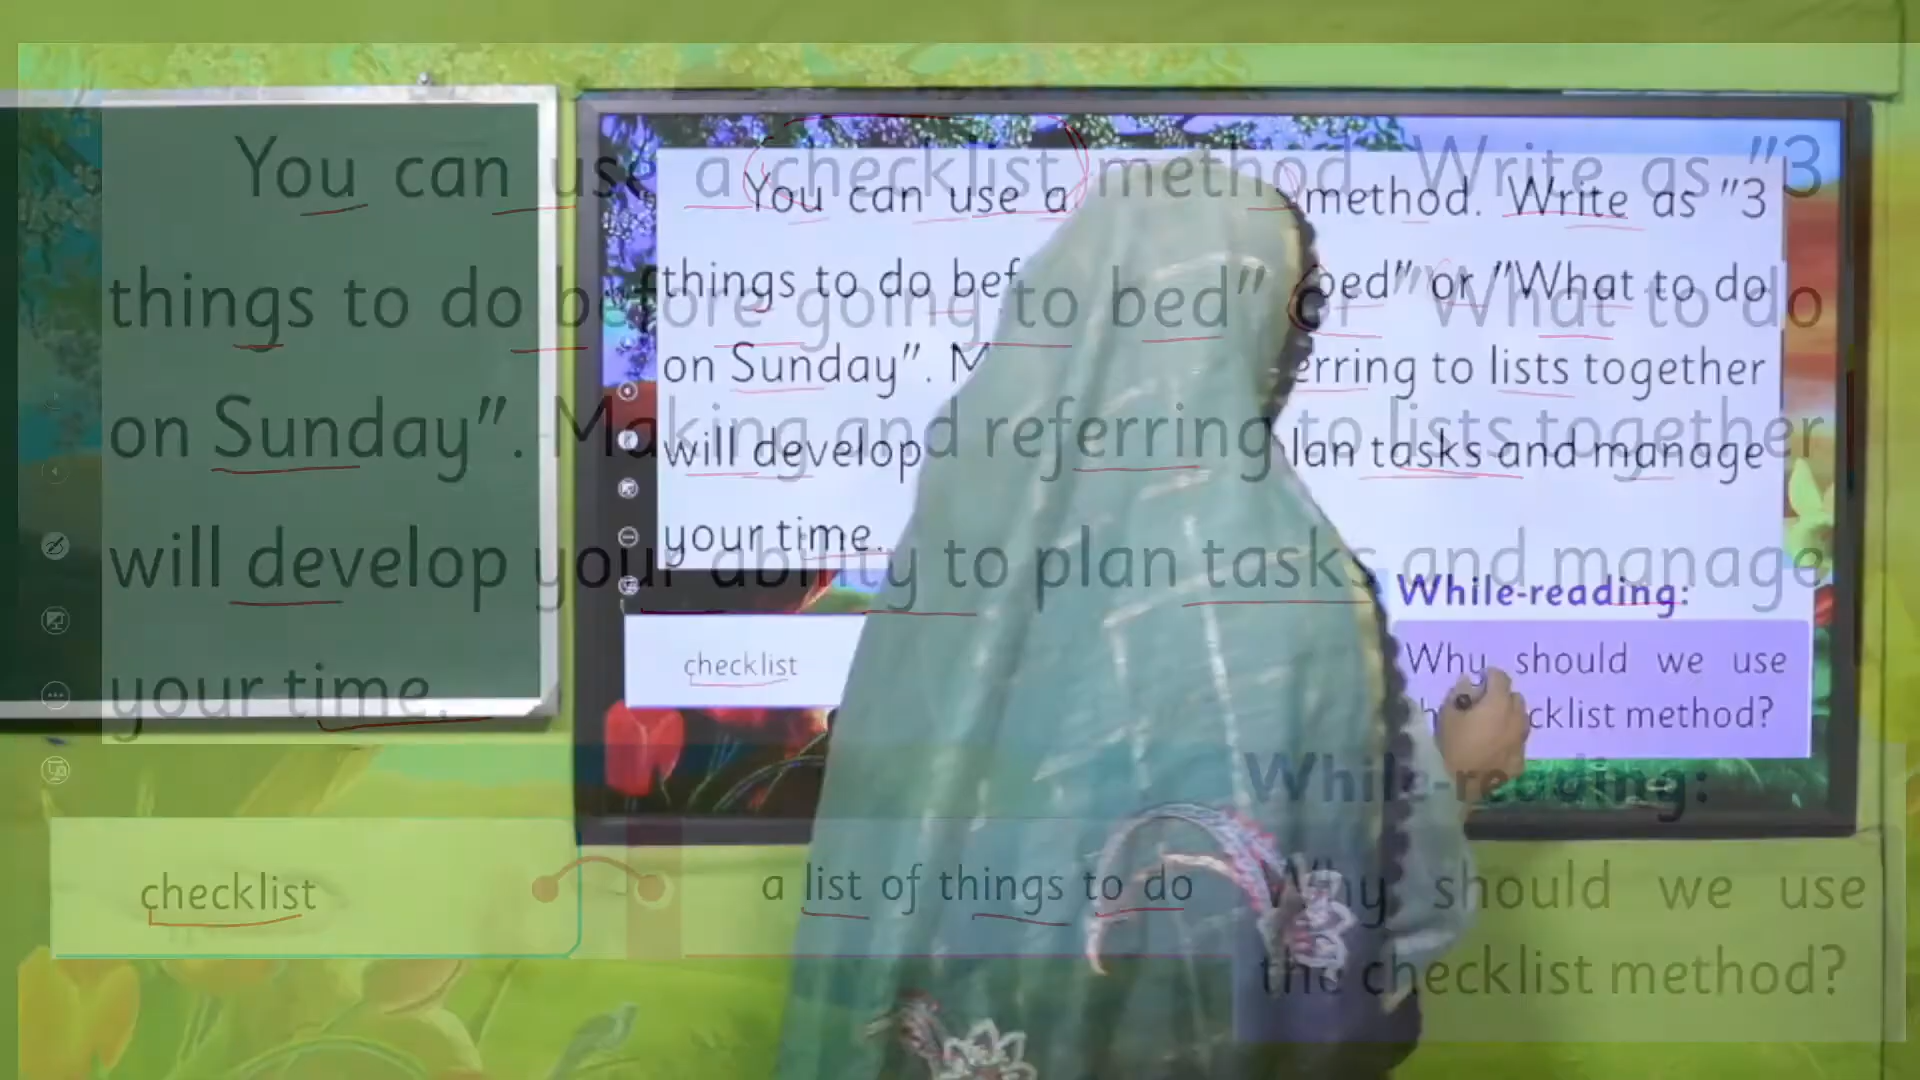 You can use a checklist method. Write as "3
things to do before going to bed" or "What to do
on Sunday". Making and referring to lists together
will develop your ability to plan tasks and manage
your time.
checklist
a list of things to do
While-reading:
Why should we use
the checklist method?
You can use a method. Write as "3
things to do bed" or "What to do
on Sunday". to lists together
will develop tasks and manage
your time.
checklist
While-reading:
Why should we use
method?